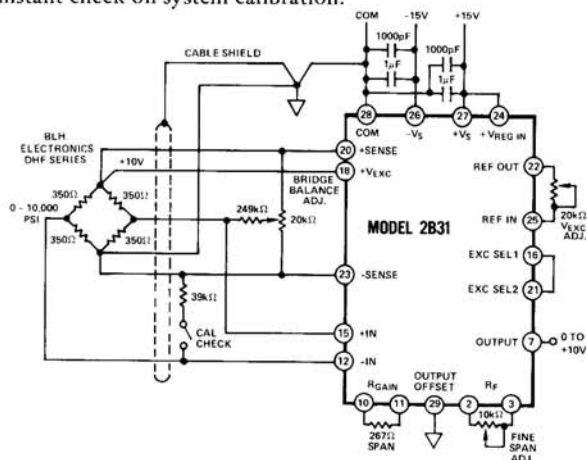 instant check on system calibration.
COM -15V +15V
1000pF 1000pF
1μF 1μF
CABLE SHIELD
28 26 27 24
COM -VS +VS +VREG IN
BLH
ELECTRONICS
DHF SERIES
+10V
20 +SENSE
18 +VEXC
BRIDGE
BALANCE
ADJ.
350Ω 350Ω
0 - 10,000
PSI
350Ω 350Ω
249kΩ
20kΩ
MODEL 2B31
REF OUT 22
REF IN 25
20kΩ
VEXC
ADJ.
EXC SEL1 16
EXC SEL2 21
23 -SENSE
39kΩ
CAL
CHECK
15 +IN
12 -IN
OUTPUT 7
0 TO
+10V
RGAIN
OUTPUT
OFFSET
RF
10 11 29 2 3
267Ω
SPAN
10kΩ
FINE
SPAN
ADJ.